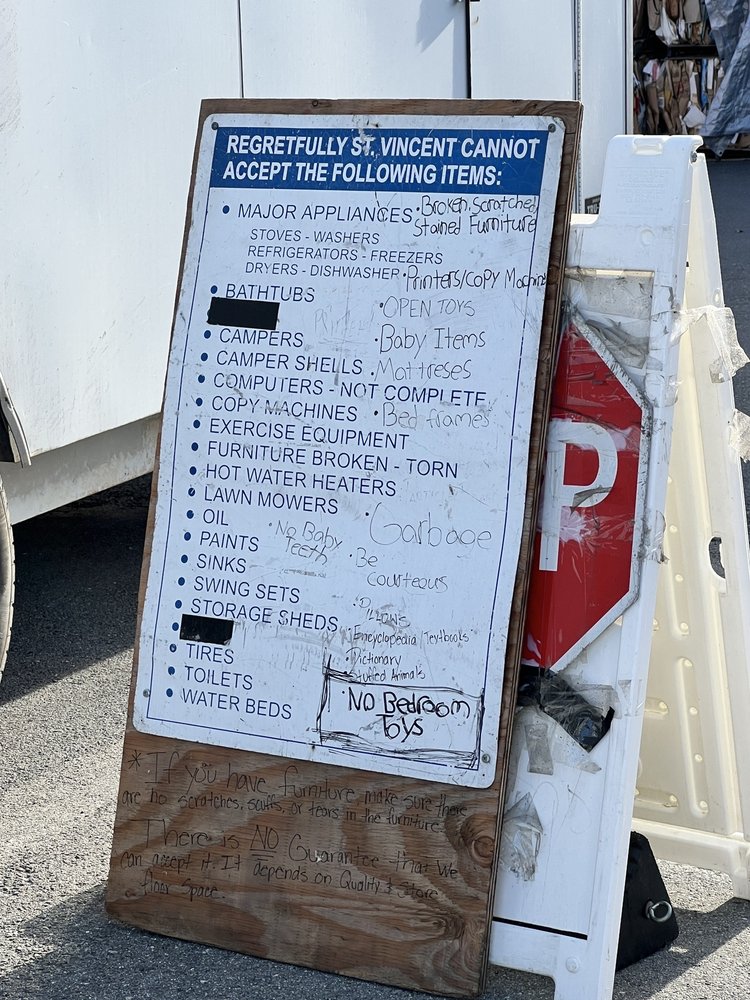 REGRETFULLY ST. VINCENT CANNOT
ACCEPT THE FOLLOWING ITEMS:
• MAJOR APPLIANCES
STOVES - WASHERS
REFRIGERATORS - FREEZERS
DRYERS - DISHWASHER
• BATHTUBS
• CAMPERS
• CAMPER SHELLS
• COMPUTERS - NOT COMPLETE
• COPY MACHINES
• EXERCISE EQUIPMENT
• FURNITURE BROKEN - TORN
• HOT WATER HEATERS
• LAWN MOWERS
• OIL
• PAINTS
• SINKS
• SWING SETS
• STORAGE SHEDS
• TIRES
• TOILETS
• WATER BEDS
• Broken, Scratched,
Stained Furniture
• Printers/Copy Machine
• OPEN TOYS
• Baby Items
• Mattreses
• Bed frames
• Garbage
• No Baby
Teeth
• Be
courteous
• Encyclopedia/Textbooks
• Dictionary
• Stuffed Animals
• NO Bedroom
Toys
* If you have furniture, make sure there
are no scratches, scuffs, or tears in the furniture.
There is NO Guarantee that we
can accept it. It depends on Quality & Store
floor space.
P